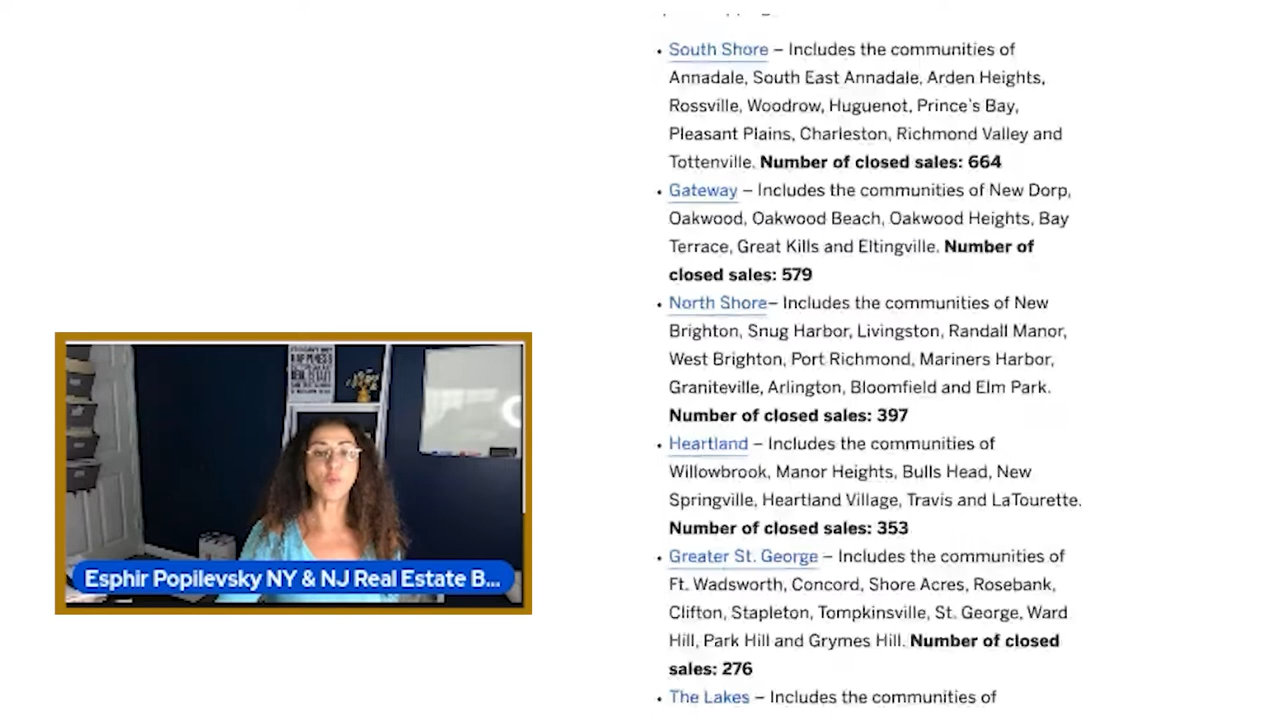 South Shore – Includes the communities of
Annadale, South East Annadale, Arden Heights,
Rossville, Woodrow, Huguenot, Prince's Bay,
Pleasant Plains, Charleston, Richmond Valley and
Tottenville. Number of closed sales: 664
Gateway – Includes the communities of New Dorp,
Oakwood, Oakwood Beach, Oakwood Heights, Bay
Terrace, Great Kills and Eltingville. Number of
closed sales: 579
North Shore– Includes the communities of New
Brighton, Snug Harbor, Livingston, Randall Manor,
West Brighton, Port Richmond, Mariners Harbor,
Graniteville, Arlington, Bloomfield and Elm Park.
Number of closed sales: 397
Heartland – Includes the communities of
Willowbrook, Manor Heights, Bulls Head, New
Springville, Heartland Village, Travis and LaTourette.
Number of closed sales: 353
Greater St. George – Includes the communities of
Ft. Wadsworth, Concord, Shore Acres, Rosebank,
Clifton, Stapleton, Tompkinsville, St. George, Ward
Hill, Park Hill and Grymes Hill. Number of closed
sales: 276
The Lakes – Includes the communities of
HAPPINESS
Esphir Popilevsky NY & NJ Real Estate B...